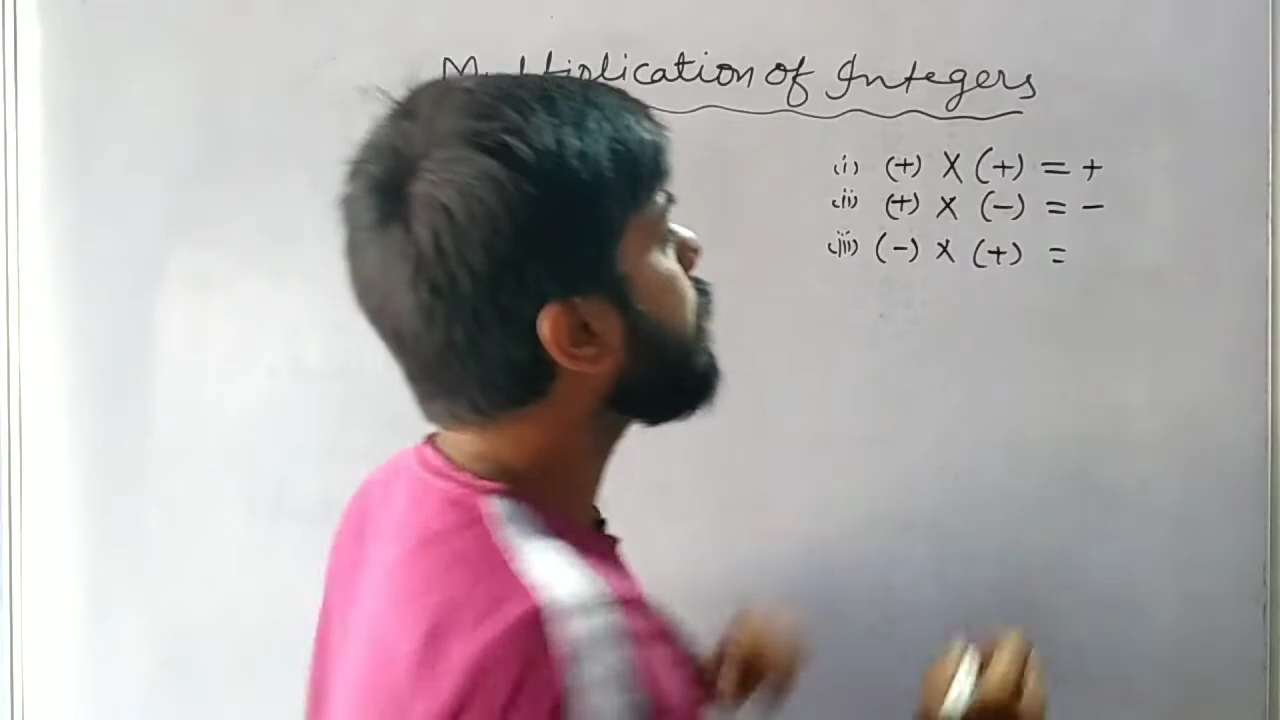 Multiplication of Integers
(i) (+) X (+) = +
(ii) (+) X (-) = -
(iii) (-) X (+) =